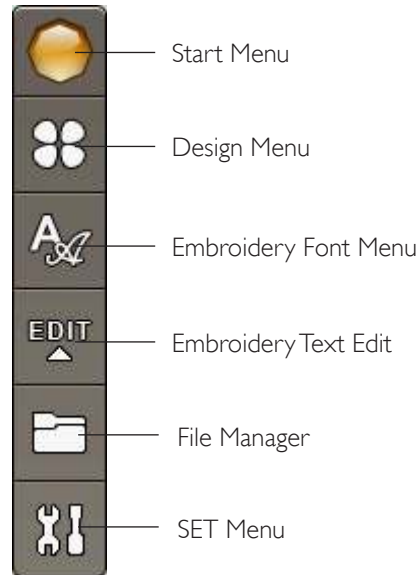 Start Menu
Design Menu
A A
Embroidery Font Menu
EDIT
Embroidery Text Edit
File Manager
SET Menu